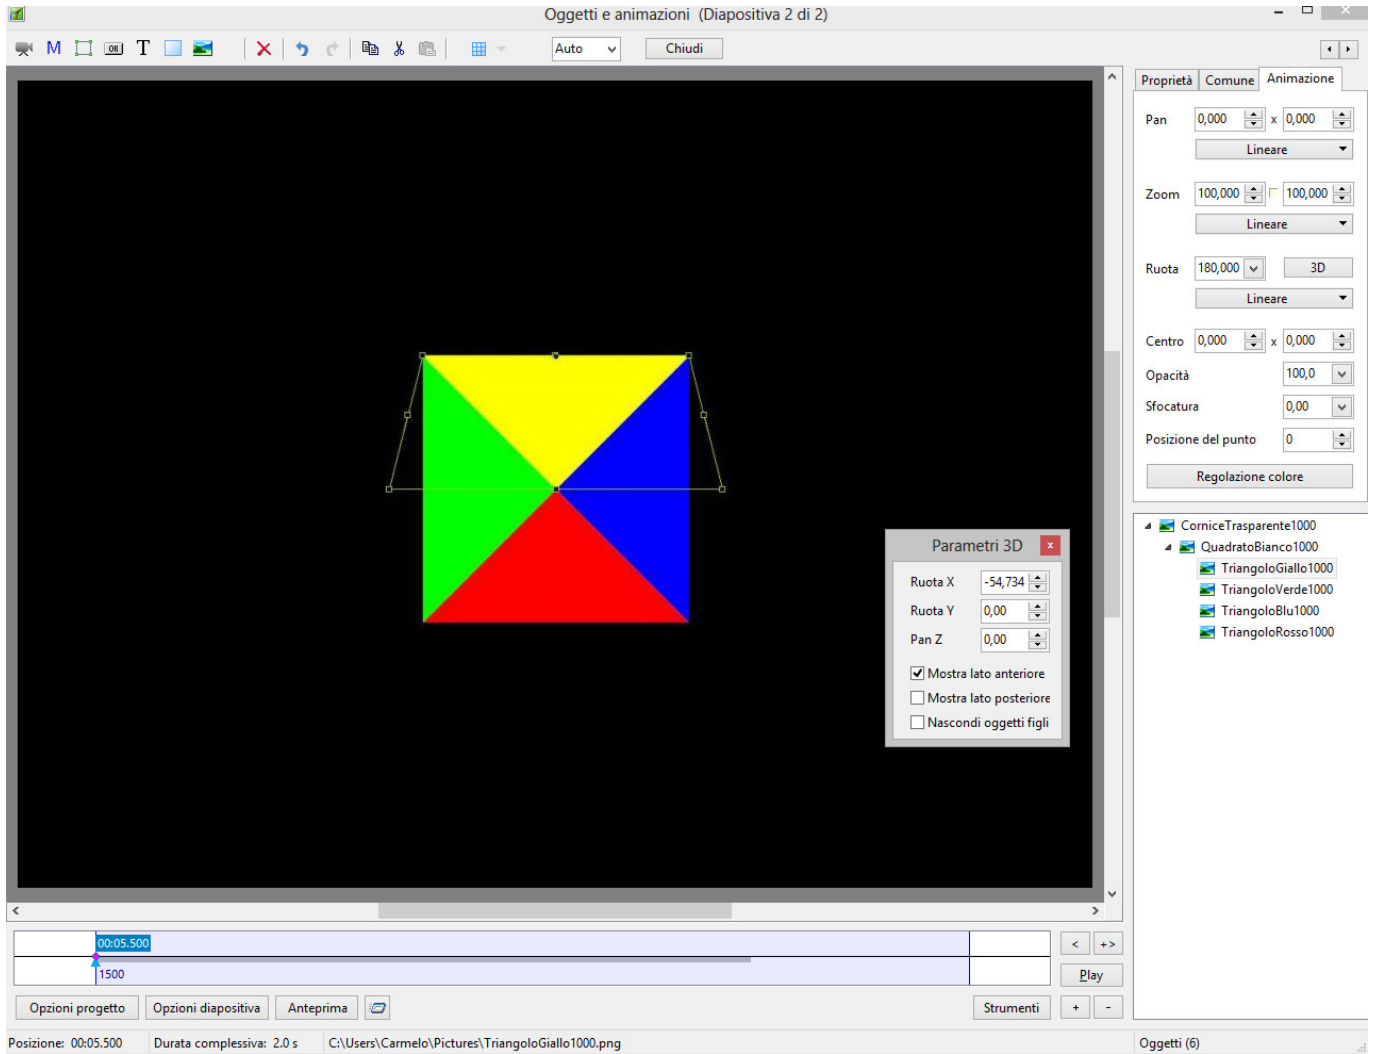 Oggetti e animazioni (Diapositiva 2 di 2)
M OK T Auto Chiudi
Proprietà Comune Animazione
Pan 0,000 x 0,000
Lineare
Zoom 100,000 100,000
Lineare
Ruota 180,000 3D
Lineare
Centro 0,000 x 0,000
Opacità 100,0
Sfocatura 0,00
Posizione del punto 0
Regolazione colore
CorniceTrasparente1000
QuadratoBianco1000
TriangoloGiallo1000
TriangoloVerde1000
TriangoloBlu1000
TriangoloRosso1000
Parametri 3D x
Ruota X -54,734
Ruota Y 0,00
Pan Z 0,00
Mostra lato anteriore
Mostra lato posteriore
Nascondi oggetti figli
00:05.500
1500
< +>
Play
Opzioni progetto Opzioni diapositiva Anteprima Strumenti + -
Posizione: 00:05.500 Durata complessiva: 2.0 s C:\Users\Carmelo\Pictures\TriangoloGiallo1000.png Oggetti (6)